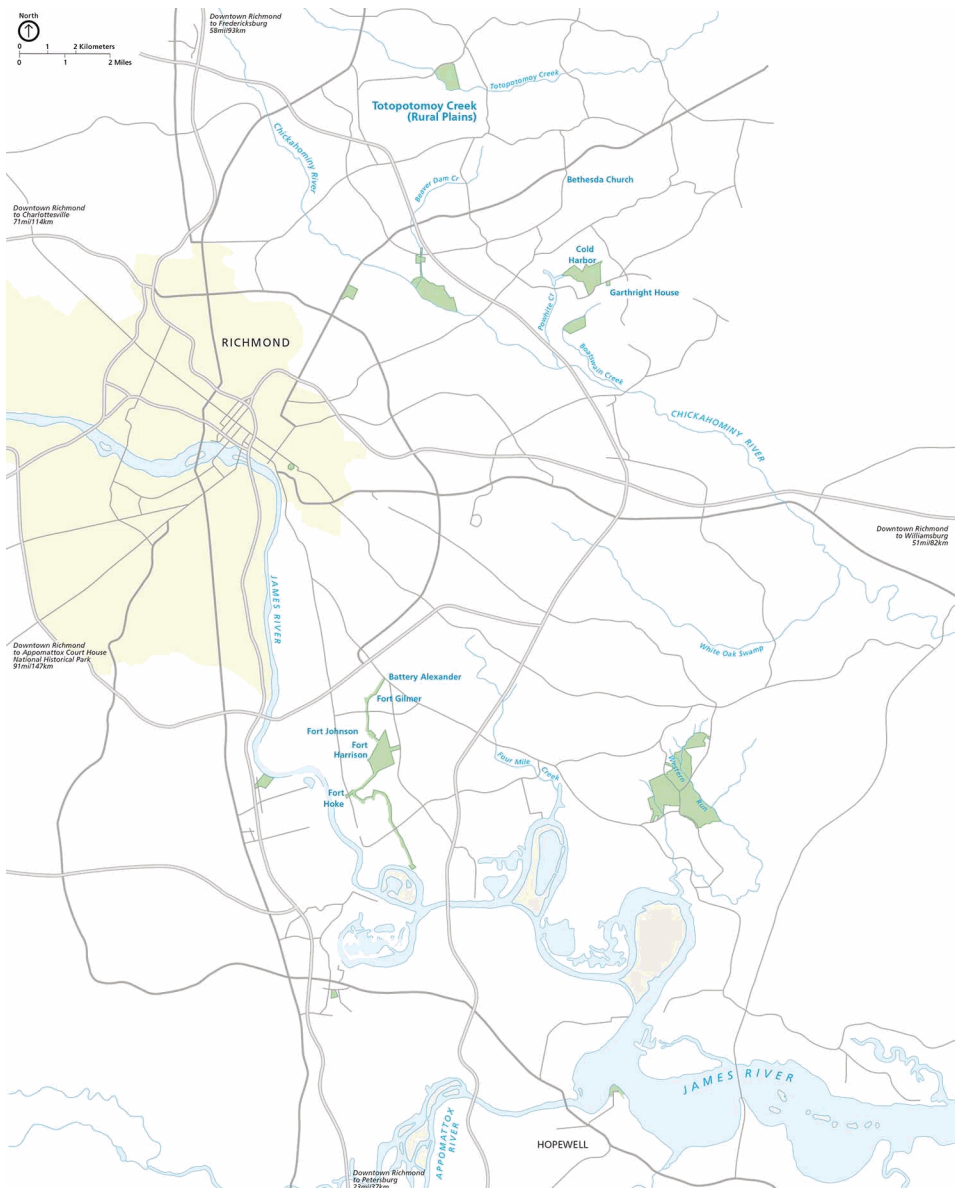 North
0 1 2 Kilometers
0 1 2 Miles
Downtown Richmond
to Fredericksburg
58mi/93km
Totopotomoy Creek
Totopotomoy Creek
(Rural Plains)
Chickahominy River
Beaver Dam Cr
Bethesda Church
Downtown Richmond
to Charlottesville
71mi/114km
Cold
Harbor
Garthright House
Powhite Cr
Boatswain Creek
RICHMOND
CHICKAHOMINY RIVER
Downtown Richmond
to Williamsburg
51mi/82km
JAMES RIVER
White Oak Swamp
Downtown Richmond
to Appomattox Court House
National Historical Park
91mi/147km
Battery Alexander
Fort Gilmer
Fort Johnson
Fort
Harrison
Four Mile Creek
Western Run
Fort
Hoke
JAMES RIVER
APPOMATTOX
RIVER
HOPEWELL
Downtown Richmond
to Petersburg
23mi/37km